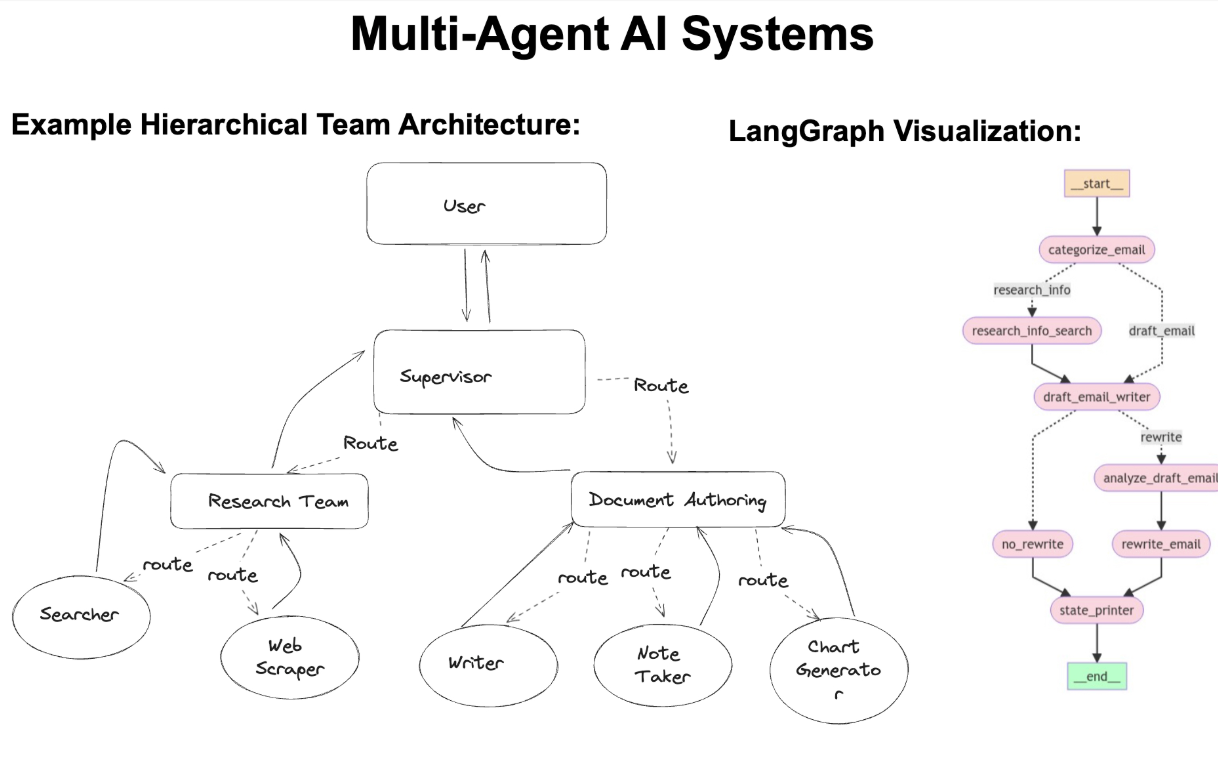 Multi-Agent AI Systems
Example Hierarchical Team Architecture:
User
Supervisor
Route
Route
Research Team
Document Authoring
route
route
route
route
route
Searcher
Web
Scraper
Writer
Note
Taker
Chart
Generato
r
LangGraph Visualization:
__start__
categorize_email
research_info
research_info_search
draft_email
draft_email_writer
rewrite
analyze_draft_email
no_rewrite
rewrite_email
state_printer
__end__